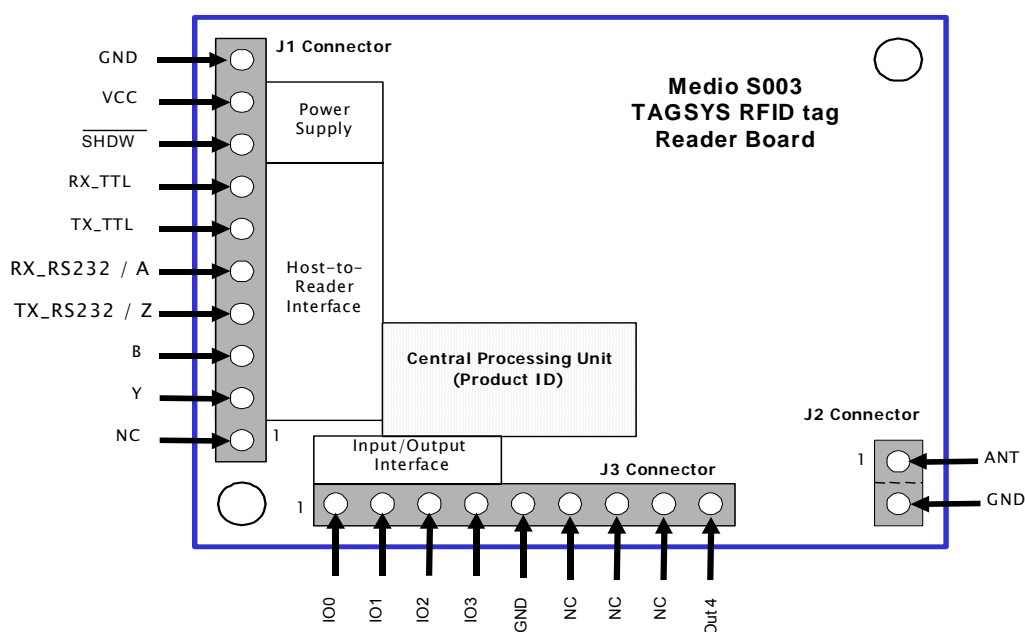 J1 Connector
GND
VCC
SHDW
RX_TTL
TX_TTL
RX_RS232 / A
TX_RS232 / Z
B
Y
NC
1
Power
Supply
Host-to-
Reader
Interface
Medio S003
TAGSYS RFID tag
Reader Board
Central Processing Unit
(Product ID)
Input/Output
Interface
J3 Connector
1
IO0
IO1
IO2
IO3
GND
NC
NC
NC
Out 4
J2 Connector
1
ANT
GND